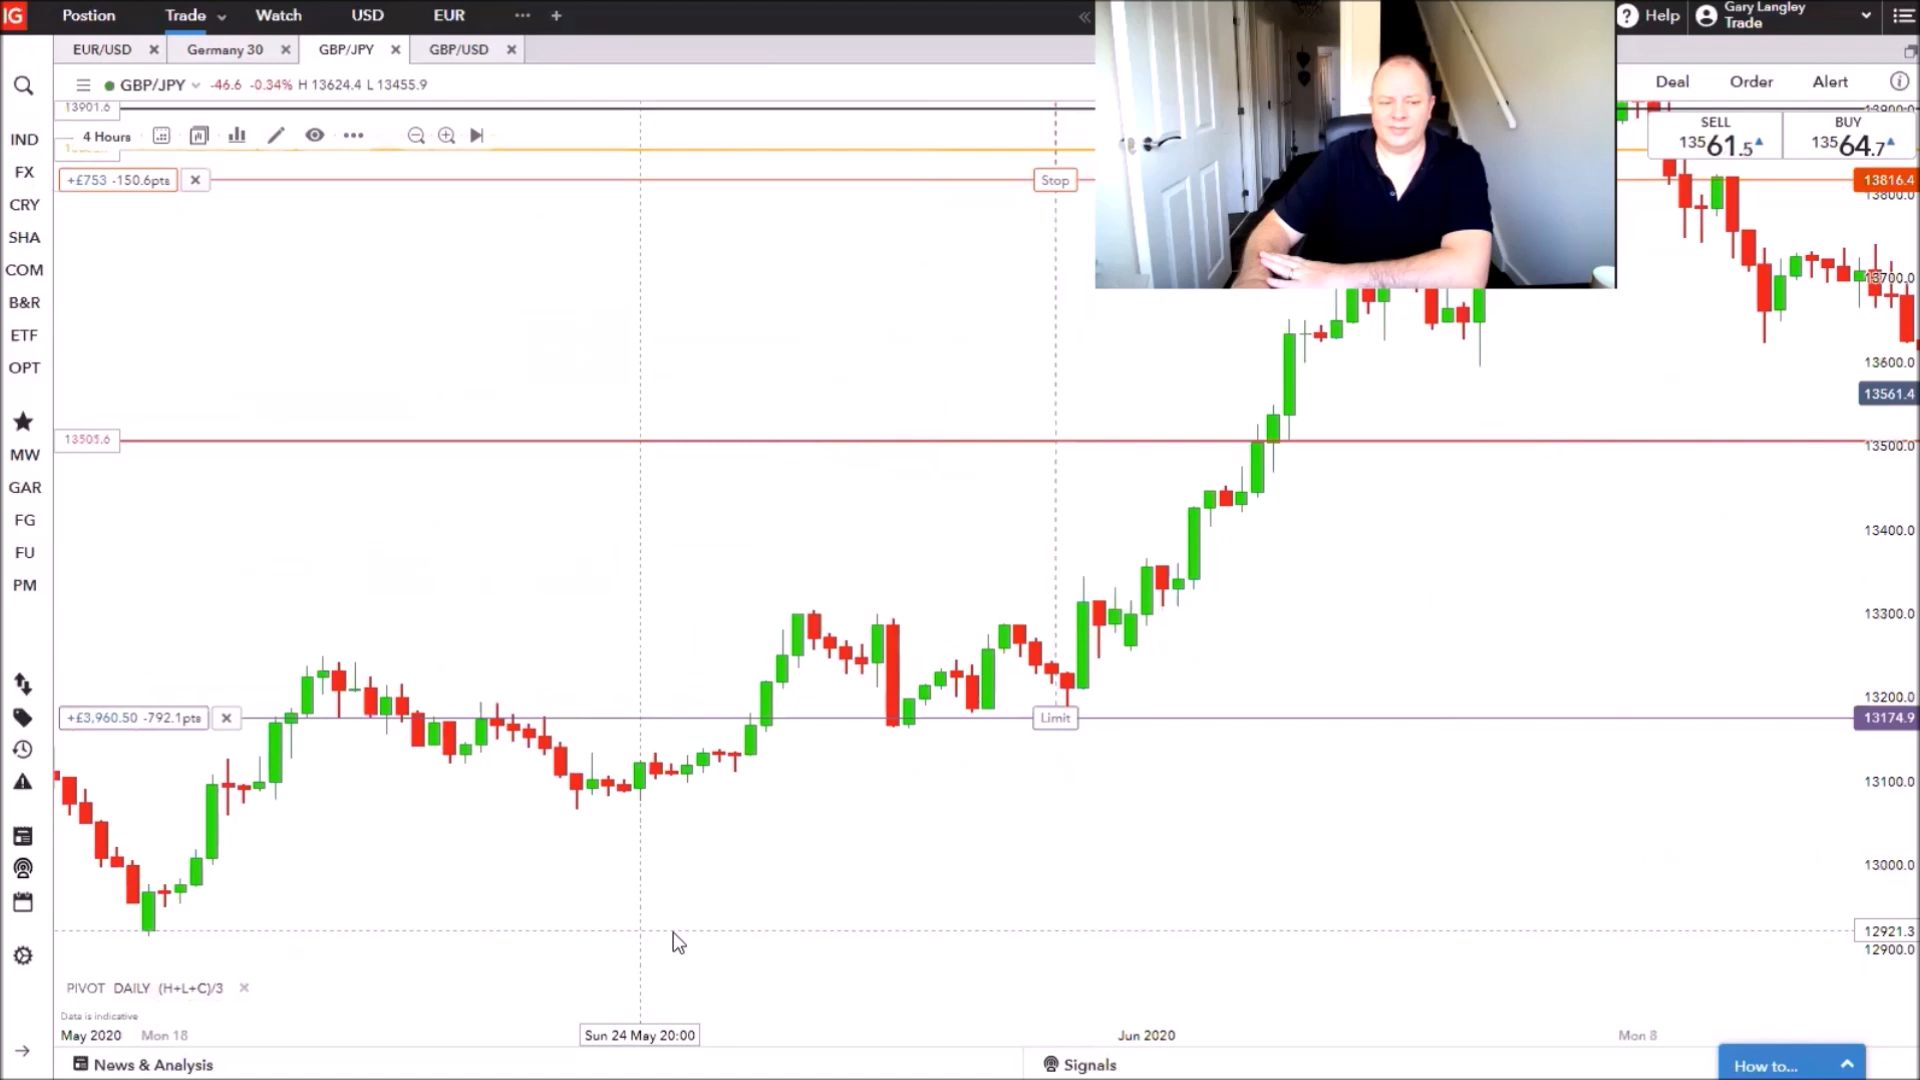 IG
Postion
Trade
Watch
USD
EUR
Help
Gary Langley
Trade
EUR/USD
Germany 30
GBP/JPY
GBP/USD
GBP/JPY -46.6 -0.34% H 13624.4 L 13455.9
Deal
Order
Alert
13901.6
4 Hours
SELL
13561.5
BUY
13564.7
+£753 -150.6pts
Stop
13816.4
13800.0
13700.0
13600.0
13561.4
13505.6
13500.0
13400.0
13300.0
13200.0
+£3,960.50 -792.1pts
Limit
13174.9
13100.0
13000.0
12921.3
12900.0
IND
FX
CRY
SHA
COM
B&R
ETF
OPT
MW
GAR
FG
FU
PM
PIVOT DAILY (H+L+C)/3
Data is indicative
May 2020
Mon 18
Sun 24 May 20:00
Jun 2020
Mon 8
News & Analysis
Signals
How to...